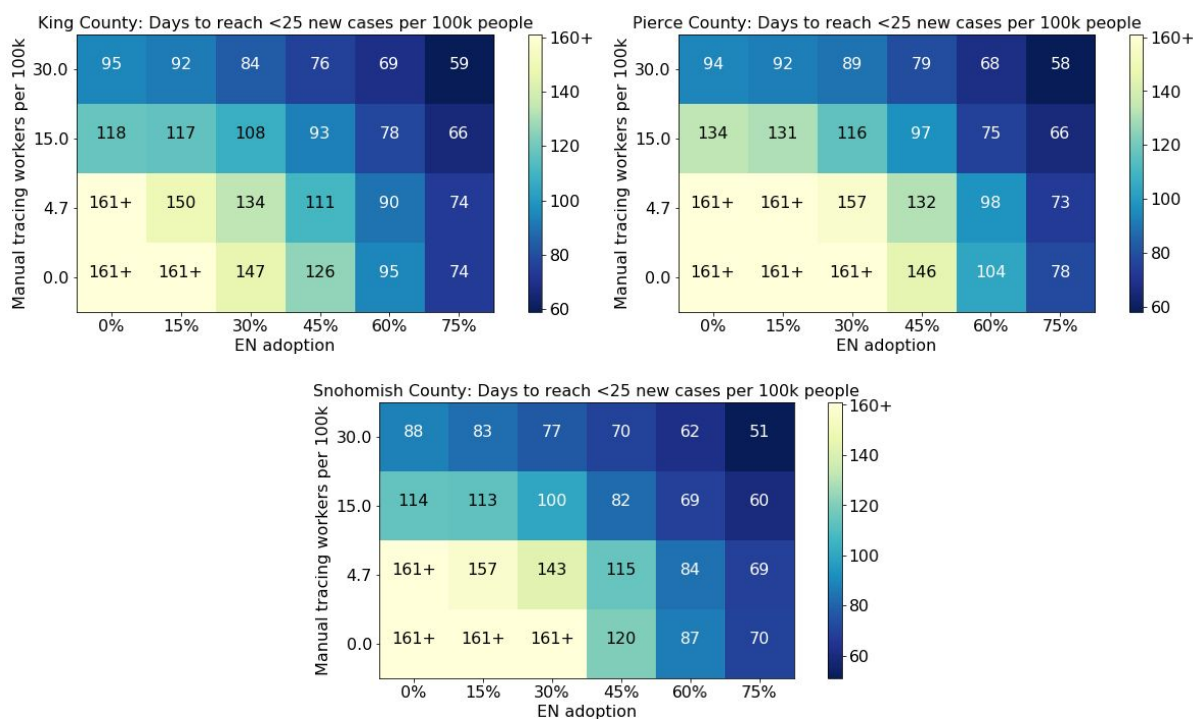 King County: Days to reach <25 new cases per 100k people
Manual tracing workers per 100k
30.0 95 92 84 76 69 59
15.0 118 117 108 93 78 66
4.7 161+ 150 134 111 90 74
0.0 161+ 161+ 147 126 95 74
0% 15% 30% 45% 60% 75%
EN adoption
160+
140
120
100
80
60
Pierce County: Days to reach <25 new cases per 100k people
Manual tracing workers per 100k
30.0 94 92 89 79 68 58
15.0 134 131 116 97 75 66
4.7 161+ 161+ 157 132 98 73
0.0 161+ 161+ 161+ 146 104 78
0% 15% 30% 45% 60% 75%
EN adoption
160+
140
120
100
80
60
Snohomish County: Days to reach <25 new cases per 100k people
Manual tracing workers per 100k
30.0 88 83 77 70 62 51
15.0 114 113 100 82 69 60
4.7 161+ 157 143 115 84 69
0.0 161+ 161+ 161+ 120 87 70
0% 15% 30% 45% 60% 75%
EN adoption
160+
140
120
100
80
60